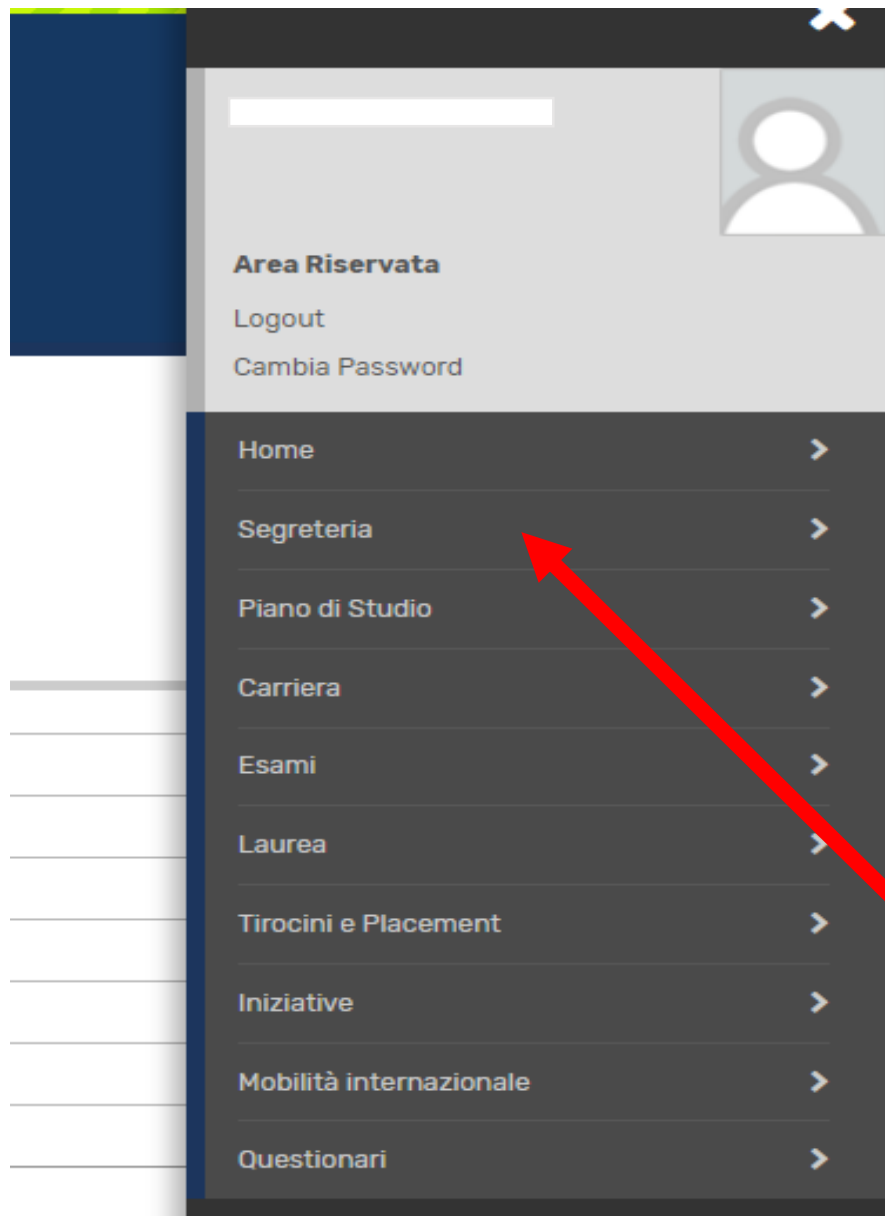 Area Riservata
Logout
Cambia Password
Home
Segreteria
Piano di Studio
Carriera
Esami
Laurea
Tirocini e Placement
Iniziative
Mobilità internazionale
Questionari